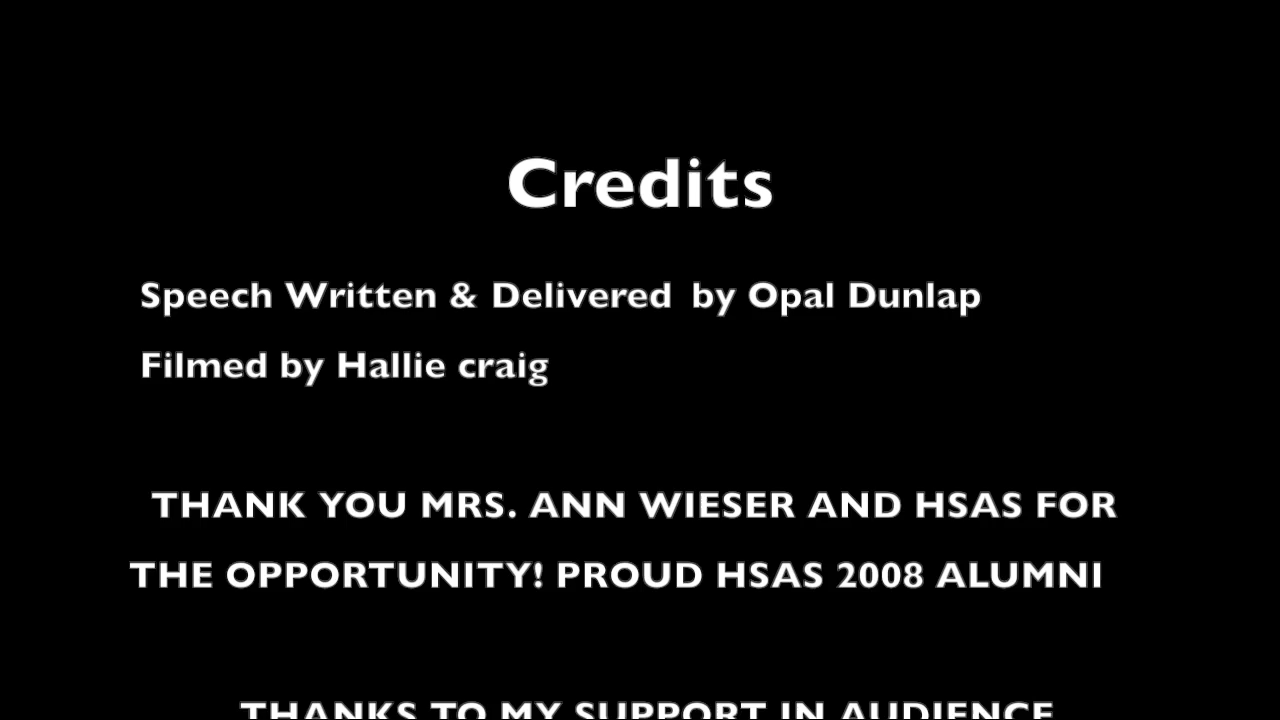 Credits
Speech Written & Delivered by Opal Dunlap
Filmed by Hallie craig
THANK YOU MRS. ANN WIESER AND HSAS FOR
THE OPPORTUNITY! PROUD HSAS 2008 ALUMNI
THANKS TO MY SUPPORT IN AUDIENCE